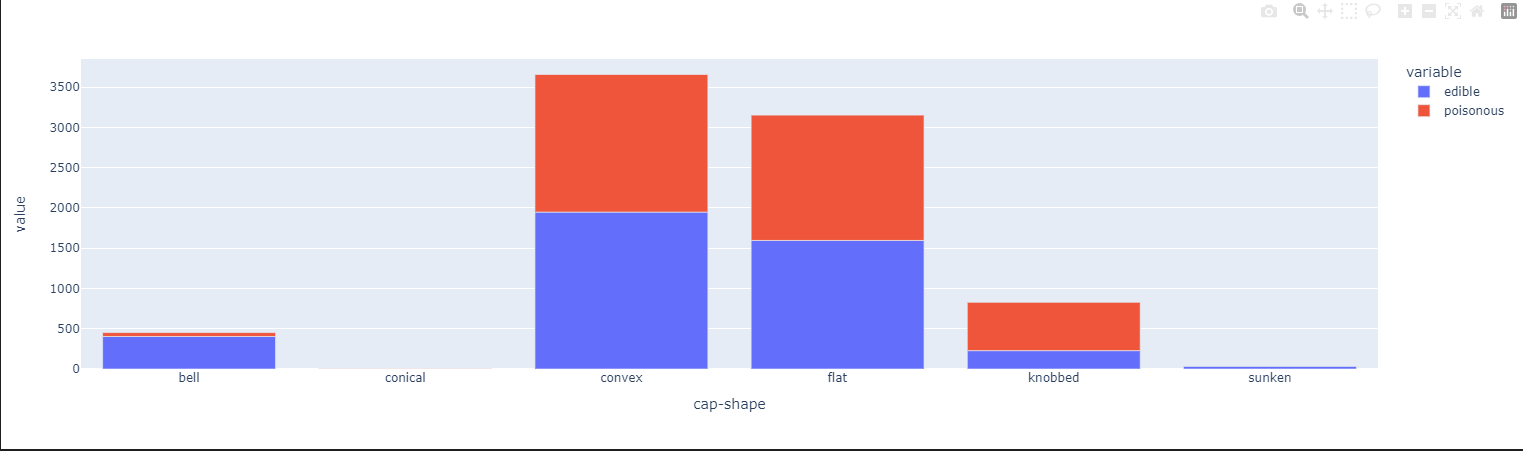 variable
edible
poisonous
value
3500
3000
2500
2000
1500
1000
500
0
bell conical convex flat knobbed sunken
cap-shape